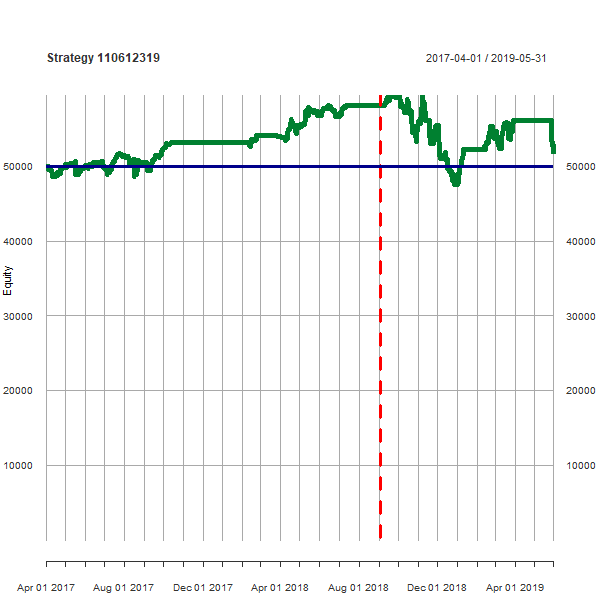 Strategy 110612319
2017-04-01 / 2019-05-31
50000 50000
40000 40000
Equity
30000 30000
20000 20000
10000 10000
Apr 01 2017 Aug 01 2017 Dec 01 2017 Apr 01 2018 Aug 01 2018 Dec 01 2018 Apr 01 2019